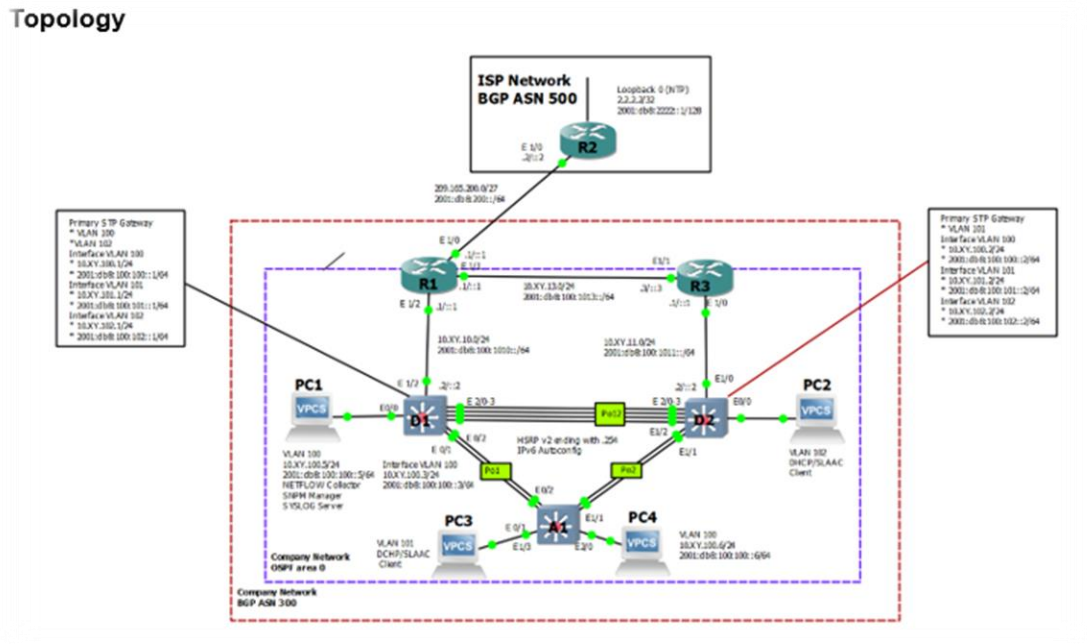 Topology
ISP Network
BGP ASN 500
Loopback 0 (NTP)
2.2.2.2/32
2001:db8:2222::1/128
R2
E 1/0
.2/::2
209.165.200.0/27
2001:db8:200::/64
Primary STP Gateway
* VLAN 100
*VLAN 102
Interface VLAN 100
* 10.XY.100.1/24
* 2001:db8:100:100::1/64
Interface VLAN 101
* 10.XY.101.1/24
* 2001:db8:100:101::1/64
Interface VLAN 102
* 10.XY.102.1/24
* 2001:db8:100:102::1/64
Primary STP Gateway
* VLAN 101
Interface VLAN 100
* 10.XY.100.2/24
* 2001:db8:100:100::2/64
Interface VLAN 101
* 10.XY.101.2/24
* 2001:db8:100:101::2/64
Interface VLAN 102
* 10.XY.102.2/24
* 2001:db8:100:102::2/64
E 1/0
.1/::1
E 1/1
R1
.1/::1
E 1/2
.1/::1
10.XY.13.0/24
2001:db8:100:1013::/64
E1/1
.3/::3
R3
.1/::1
E 1/0
10.XY.10.0/24
2001:db8:100:1010::/64
10.XY.11.0/24
2001:db8:100:1011::/64
E 1/2
.2/::2
.2/::2
E1/0
PC1
VPCS
E0/0
D1
E 2/0-3
Po12
E 2/0-3
D2
E0/0
PC2
VPCS
E 0/2
E 0/1
HSRP v2 ending with .254
IPv6 Autoconfig
E1/2
E1/1
VLAN 100
10.XY.100.5/24
2001:db8:100:100::5/64
NETFLOW Collector
SNPM Manager
SYSLOG Server
Interface VLAN 100
10.XY.100.3/24
2001:db8:100:100::3/64
VLAN 102
DHCP/SLAAC
Client
Po1
Po2
E0/2
E 0/1
A1
E1/1
PC3
VPCS
E1/3
VLAN 101
DCHP/SLAAC
Client
PC4
VPCS
E2/0
VLAN 100
10.XY.100.6/24
2001:db8:100:100::6/64
Company Network
OSPF area 0
Company Network
BGP ASN 300